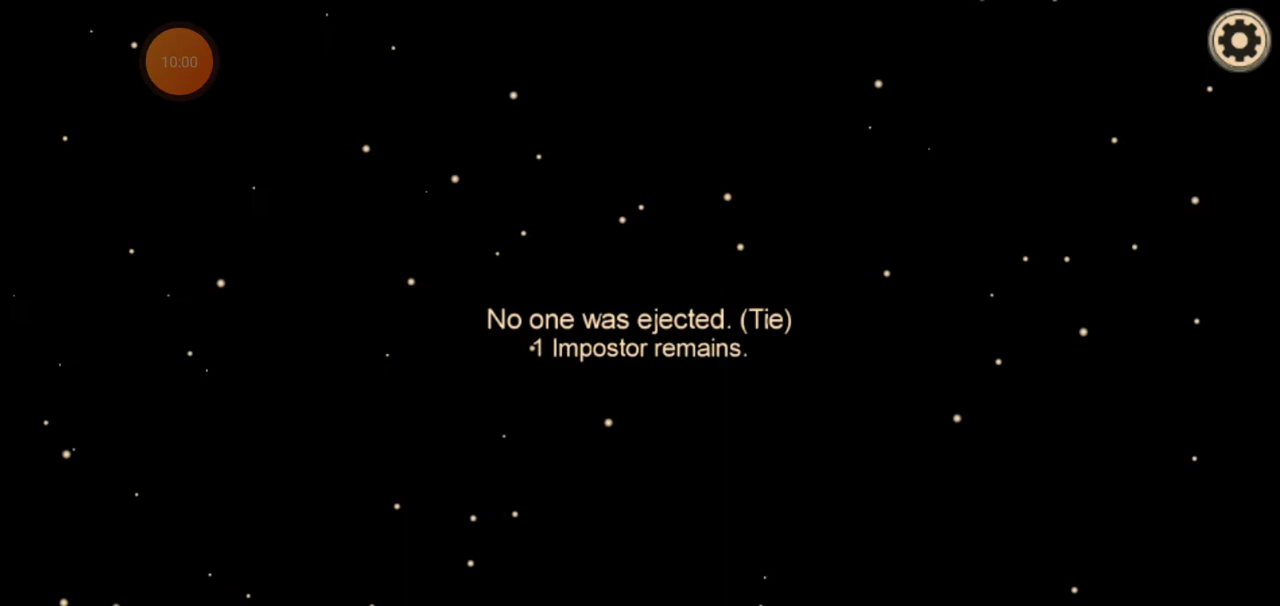 10:00
No one was ejected. (Tie)
1 Impostor remains.